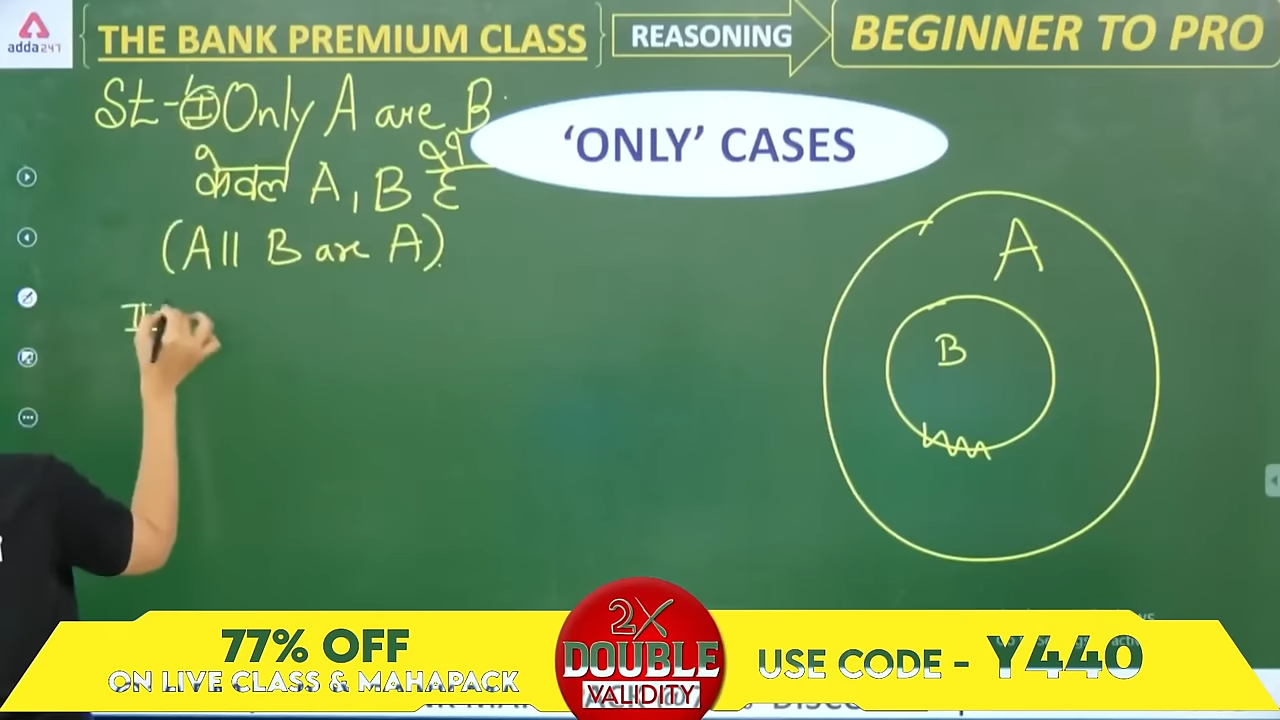 adda247
THE BANK PREMIUM CLASS
REASONING
BEGINNER TO PRO
St- I Only A are B.
'ONLY' CASES
केवल A, B हैं
(All B are A).
II
A
B
77% OFF
ON LIVE CLASS & MAHAPACK
2X
DOUBLE
VALIDITY
USE CODE - Y440